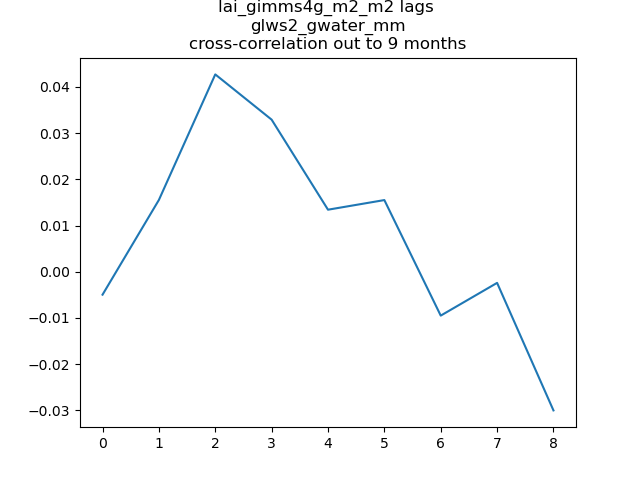 lai_gimms4g_m2_m2 lags
glws2_gwater_mm
cross-correlation out to 9 months
0.04
0.03
0.02
0.01
0.00
−0.01
−0.02
−0.03
0 1 2 3 4 5 6 7 8